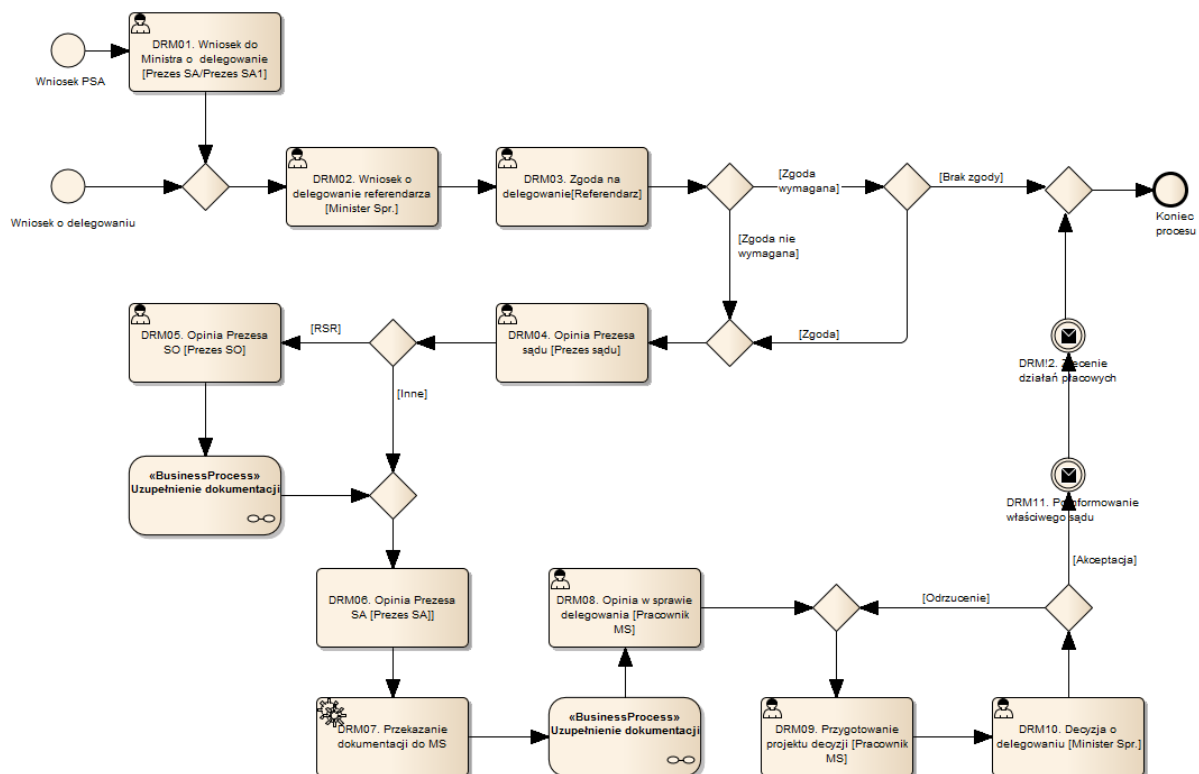 DRM01. Wniosek do
Ministra o delegowanie
[Prezes SA/Prezes SA1]
Wniosek PSA
DRM02. Wniosek o
delegowanie referendarza
[Minister Spr.]
DRM03. Zgoda na
delegowanie[Referendarz]
[Zgoda
wymagana]
[Brak zgody]
Wniosek o delegowaniu
Koniec
procesu
[Zgoda nie
wymagana]
DRM05. Opinia Prezesa
SO [Prezes SO]
[RSR]
DRM04. Opinia Prezesa
sądu [Prezes sądu]
[Zgoda]
DRM!2. Zlecenie
działań płacowych
[Inne]
«BusinessProcess»
Uzupełnienie dokumentacji
DRM11. Poinformowanie
właściwego sądu
[Akceptacja]
DRM06. Opinia Prezesa
SA [Prezes SA]]
DRM08. Opinia w sprawie
delegowania [Pracownik
MS]
[Odrzucenie]
DRM07. Przekazanie
dokumentacji do MS
«BusinessProcess»
Uzupełnienie dokumentacji
DRM09. Przygotowanie
projektu decyzji [Pracownik
MS]
DRM10. Decyzja o
delegowaniu [Minister Spr.]